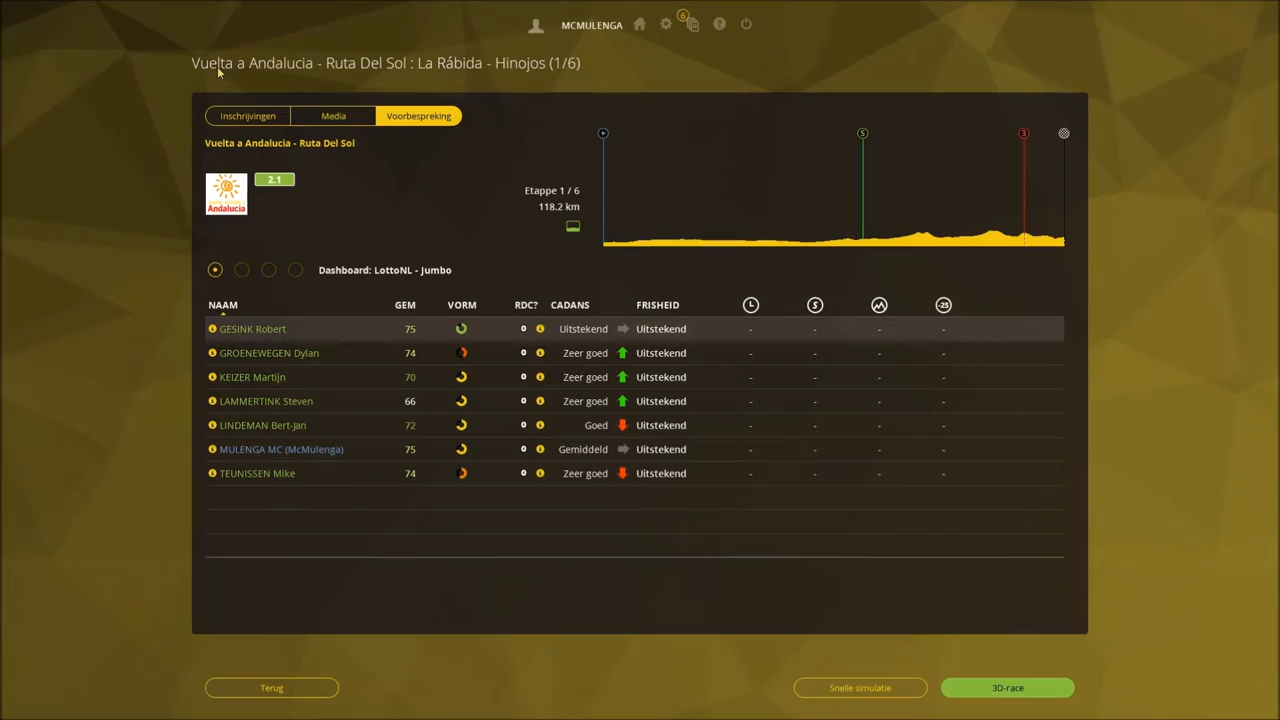 MCMULENGA 6 ?
Vuelta a Andalucia - Ruta Del Sol : La Rábida - Hinojos (1/6)
Inschrijvingen Media Voorbespreking
Vuelta a Andalucia - Ruta Del Sol
2.1
Andalucia
Etappe 1 / 6
118.2 km
S 3
Dashboard: LottoNL - Jumbo
NAAM GEM VORM RDC? CADANS FRISHEID S -25
GESINK Robert 75 0 Uitstekend Uitstekend - - - -
GROENEWEGEN Dylan 74 0 Zeer goed Uitstekend - - - -
KEIZER Martijn 70 0 Zeer goed Uitstekend - - - -
LAMMERTINK Steven 66 0 Zeer goed Uitstekend - - - -
LINDEMAN Bert-Jan 72 0 Goed Uitstekend - - - -
MULENGA MC (McMulenga) 75 0 Gemiddeld Uitstekend - - - -
TEUNISSEN Mike 74 0 Zeer goed Uitstekend - - - -
Terug Snelle simulatie 3D-race